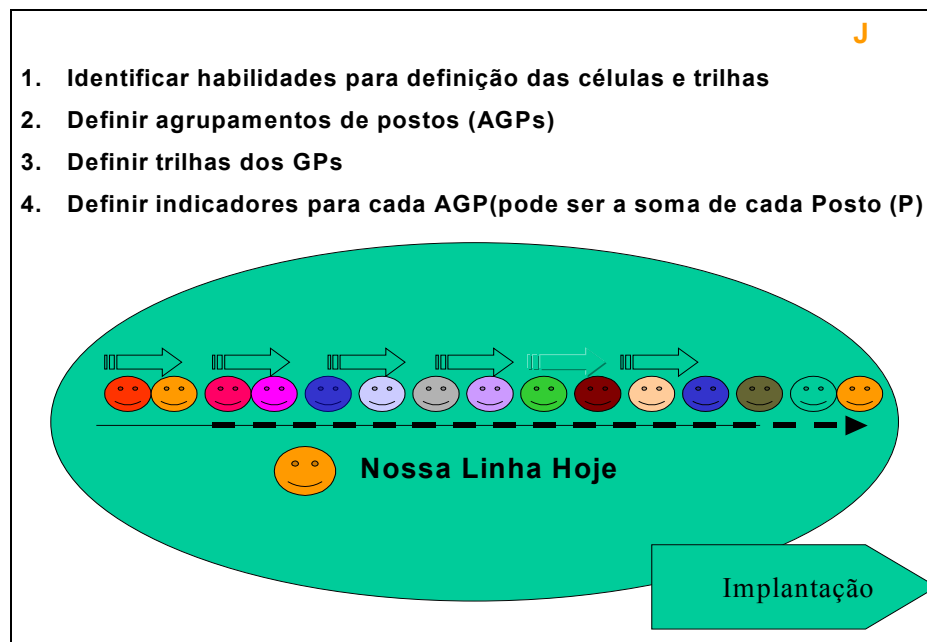 J
1. Identificar habilidades para definição das células e trilhas
2. Definir agrupamentos de postos (AGPs)
3. Definir trilhas dos GPs
4. Definir indicadores para cada AGP(pode ser a soma de cada Posto (P)
Nossa Linha Hoje
Implantação